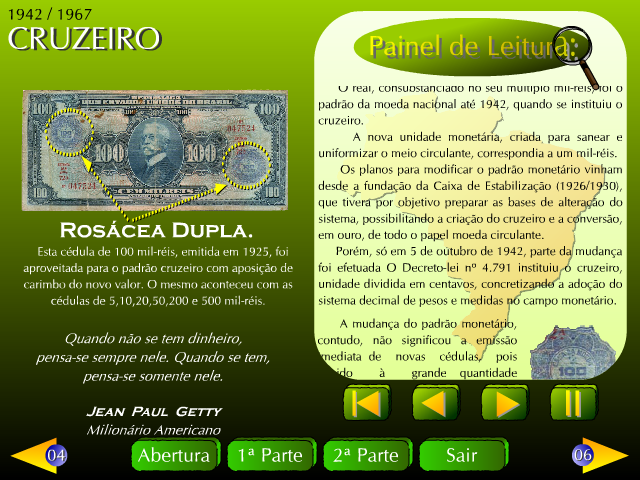 1942 / 1967
CRUZEIRO
100
100
047524
100
100
047524
100
100
ROSÁCEA DUPLA.
Esta cédula de 100 mil-réis, emitida em 1925, foi
aproveitada para o padrão cruzeiro com aposição de
carimbo do novo valor. O mesmo aconteceu com as
cédulas de 5,10,20,50,200 e 500 mil-réis.
Quando não se tem dinheiro,
pensa-se sempre nele. Quando se tem,
pensa-se somente nele.
JEAN PAUL GETTY
Milionário Americano
Painel de Leitura:
O real, consubstanciado no seu múltiplo mil-réis, foi o
padrão da moeda nacional até 1942, quando se instituiu o
cruzeiro.
A nova unidade monetária, criada para sanear e
uniformizar o meio circulante, correspondia a um mil-réis.
Os planos para modificar o padrão monetário vinham
desde a fundação da Caixa de Estabilização (1926/1930),
que tivera por objetivo preparar as bases de alteração do
sistema, possibilitando a criação do cruzeiro e a conversão,
em ouro, de todo o papel moeda circulante.
Porém, só em 5 de outubro de 1942, parte da mudança
foi efetuada O Decreto-lei nº 4.791 instituiu o cruzeiro,
unidade dividida em centavos, concretizando a adoção do
sistema decimal de pesos e medidas no campo monetário.
A mudança do padrão monetário,
contudo, não significou a emissão
imediata de novas cédulas, pois
à grande quantidade
100
04
Abertura
1ª Parte
2ª Parte
Sair
06